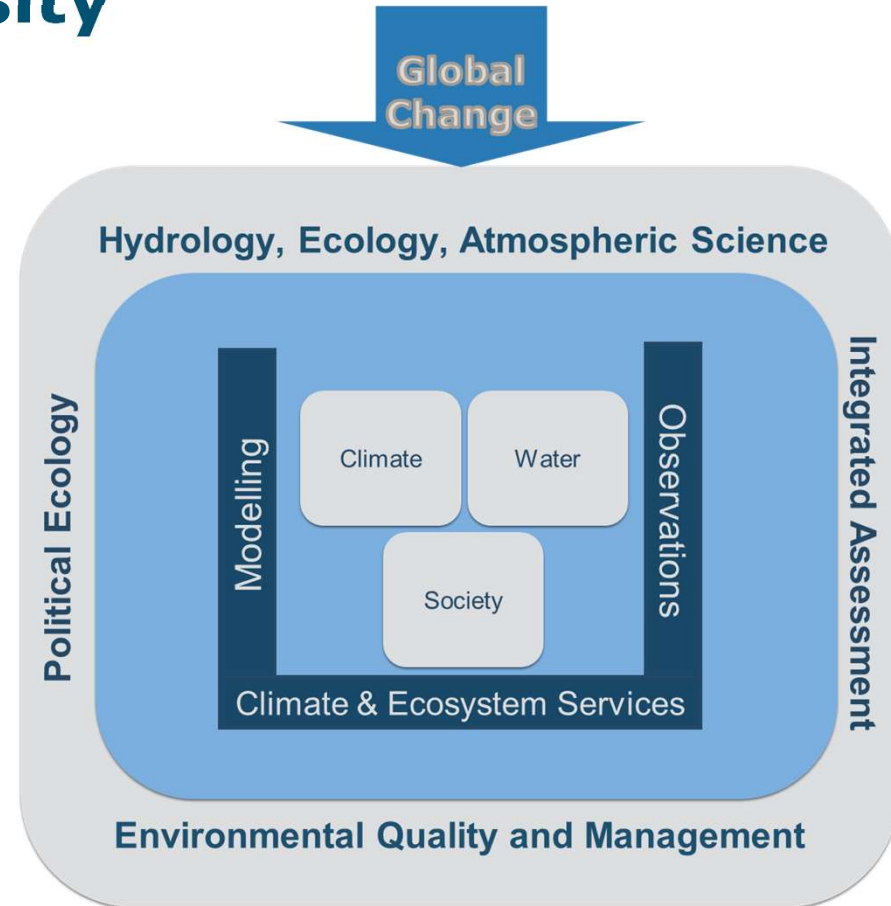 sity
Global
Change
Hydrology, Ecology, Atmospheric Science
Political Ecology
Modelling
Climate
Water
Society
Observations
Integrated Assessment
Climate & Ecosystem Services
Environmental Quality and Management